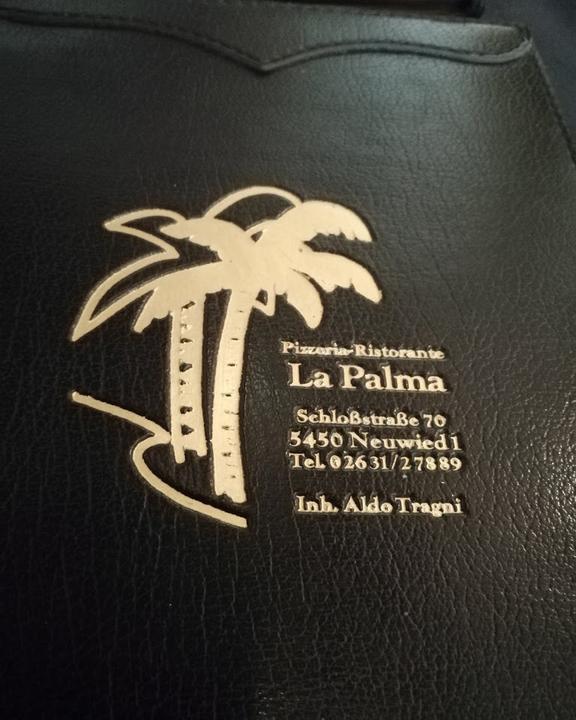 Pizzeria-Ristorante
La Palma
Schloßstraße 70
5450 Neuwied 1
Tel. 02631/27889
Inh. Aldo Tragni